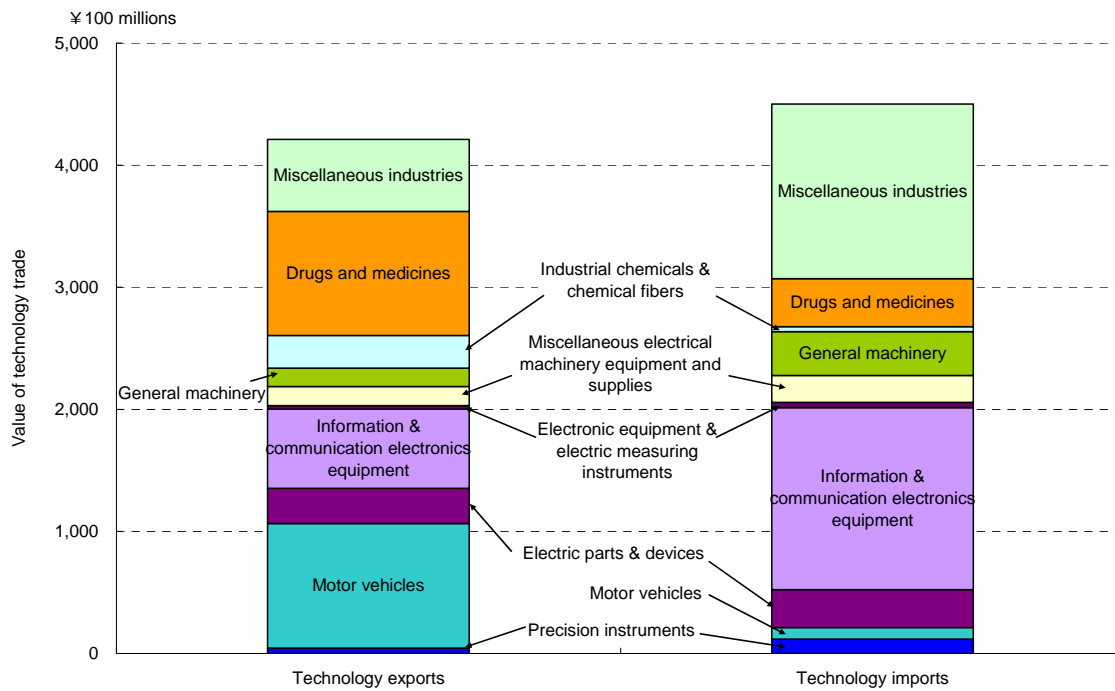 ￥100 millions
5,000
4,000
3,000
2,000
1,000
0
Value of technology trade
Miscellaneous industries
Drugs and medicines
General machinery
Information &
communication electronics
equipment
Motor vehicles
Industrial chemicals &
chemical fibers
Miscellaneous electrical
machinery equipment and
supplies
Electronic equipment &
electric measuring
instruments
Electric parts & devices
Motor vehicles
Precision instruments
Miscellaneous industries
Drugs and medicines
General machinery
Information &
communication electronics
equipment
Technology exports
Technology imports